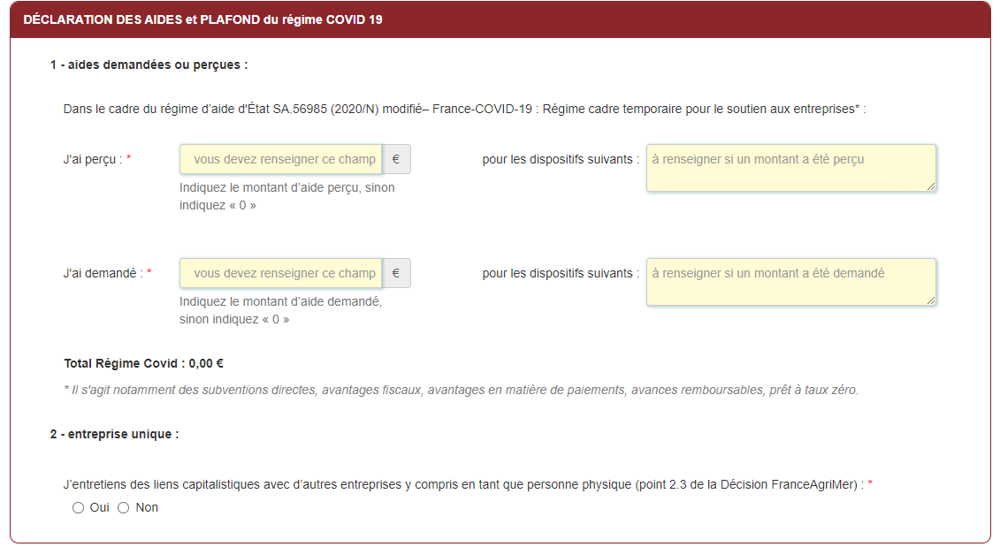 DÉCLARATION DES AIDES et PLAFOND du régime COVID 19
1 - aides demandées ou perçues :
Dans le cadre du régime d'aide d'État SA.56985 (2020/N) modifié– France-COVID-19 : Régime cadre temporaire pour le soutien aux entreprises* :
J'ai perçu : * vous devez renseigner ce champ € pour les dispositifs suivants : à renseigner si un montant a été perçu
Indiquez le montant d'aide perçu, sinon
indiquez « 0 »
J'ai demandé : * vous devez renseigner ce champ € pour les dispositifs suivants : à renseigner si un montant a été demandé
Indiquez le montant d'aide demandé,
sinon indiquez « 0 »
Total Régime Covid : 0,00 €
* Il s'agit notamment des subventions directes, avantages fiscaux, avantages en matière de paiements, avances remboursables, prêt à taux zéro.
2 - entreprise unique :
J'entretiens des liens capitalistiques avec d'autres entreprises y compris en tant que personne physique (point 2.3 de la Décision FranceAgriMer) : *
Oui Non